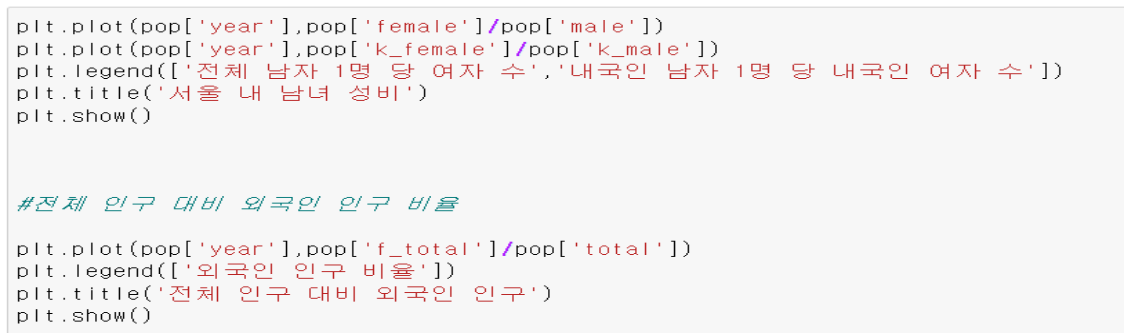 plt.plot(pop['year'],pop['female']/pop['male'])
plt.plot(pop['year'],pop['k_female']/pop['k_male'])
plt.legend(['전체 남자 1명 당 여자 수','내국인 남자 1명 당 내국인 여자 수'])
plt.title('서울 내 남녀 성비')
plt.show()
#전체 인구 대비 외국인 인구 비율
plt.plot(pop['year'],pop['f_total']/pop['total'])
plt.legend(['외국인 인구 비율'])
plt.title('전체 인구 대비 외국인 인구')
plt.show()